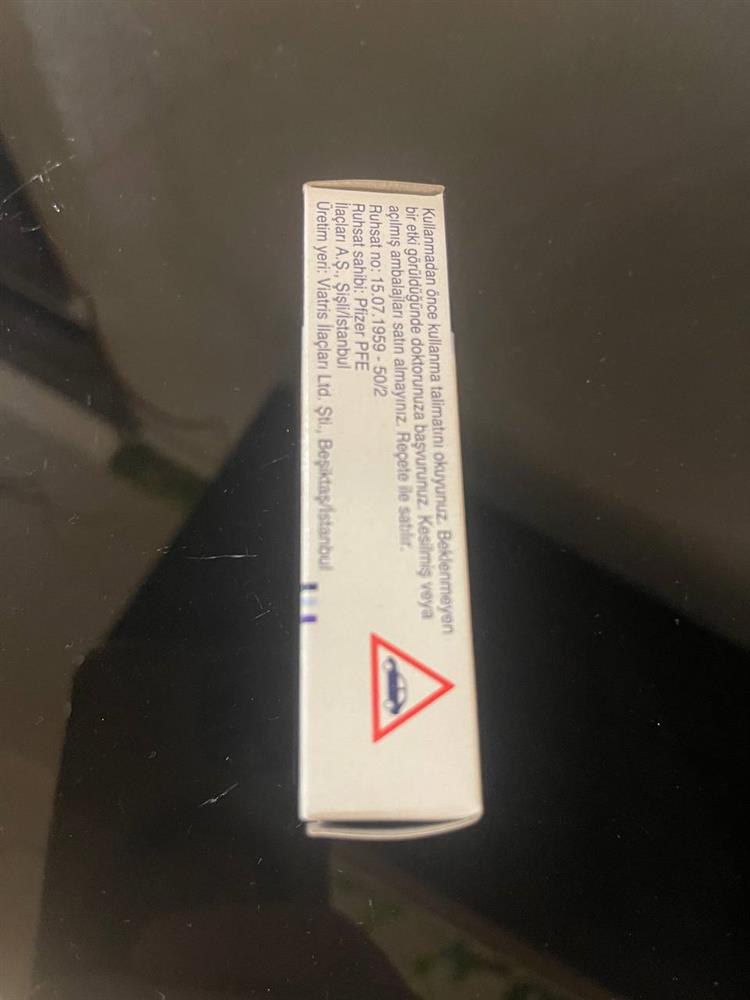 Kullanmadan önce kullanma talimatını okuyunuz. Beklenmeyen
bir etki görüldüğünde doktorunuza başvurunuz. Kesilmiş veya
açılmış ambalajları satın almayınız. Reçete ile satılır.
Ruhsat no: 15.07.1959 - 50/2
Ruhsat sahibi: Pfizer PFE
İlaçları A.Ş., Şişli/İstanbul
Üretim yeri: Viatris İlaçları Ltd. Şti., Beşiktaş/İstanbul